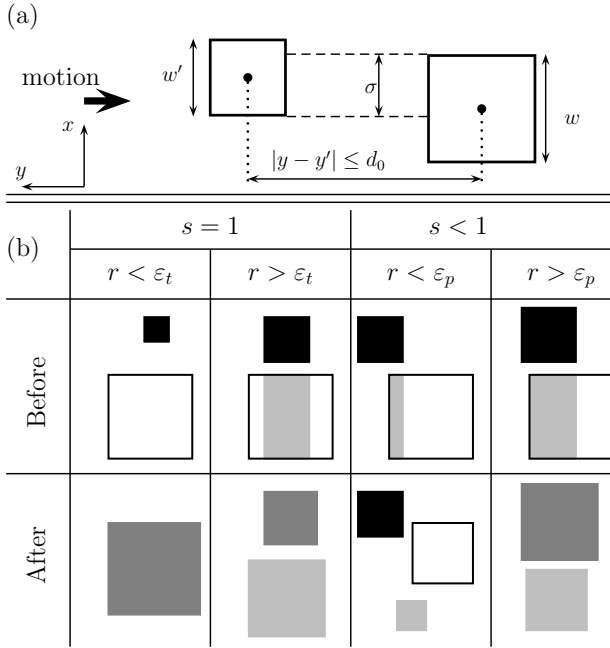 (a)
motion
x
y
w′
σ
w
|y − y′| ≤ d₀
(b)
s = 1
s < 1
r < εₜ
r > εₜ
r < εₚ
r > εₚ
Before
After